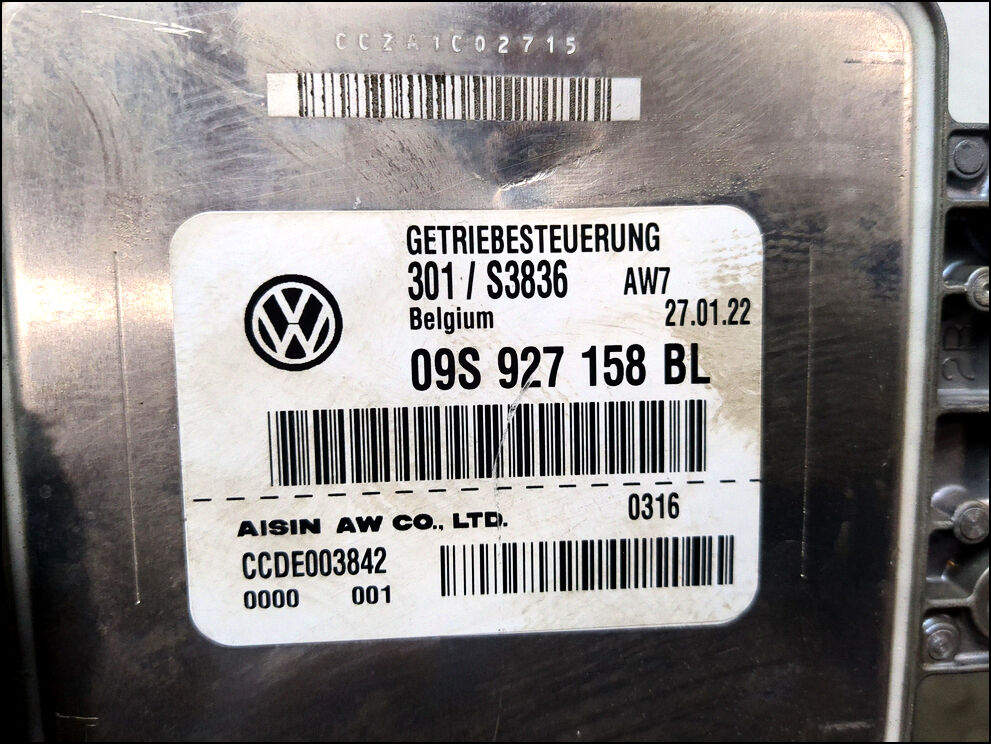 CCZA1C02715
GETRIEBESTEUERUNG
301 / S3836 AW7
Belgium 27.01.22
09S 927 158 BL
0316
AISIN AW CO., LTD.
CCDE003842
0000 001